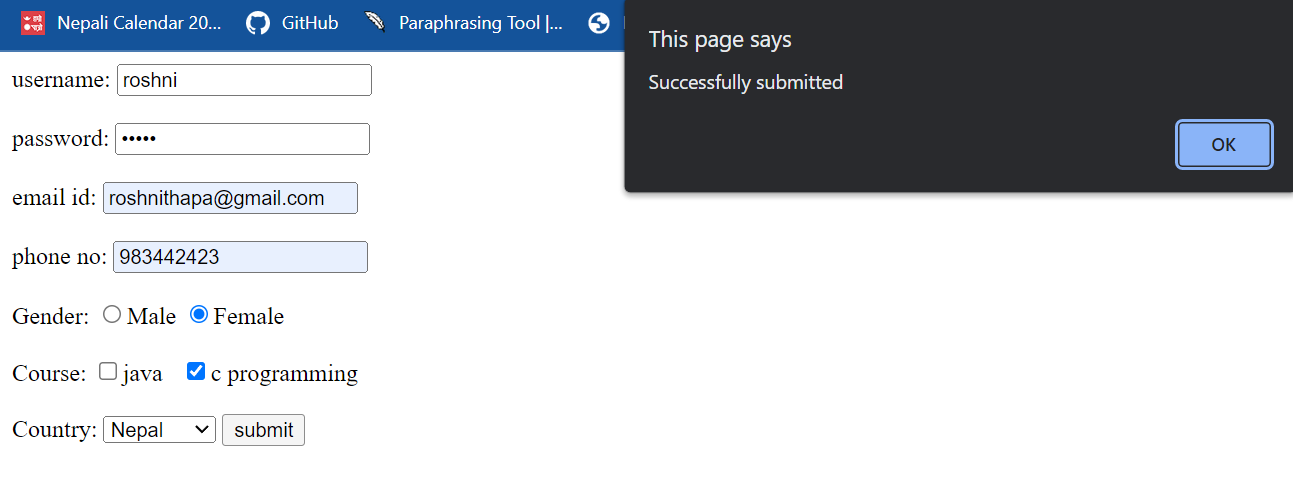 Nepali Calendar 20... GitHub Paraphrasing Tool |...
This page says
Successfully submitted
OK
username: roshni
password: •••••
email id: roshnithapa@gmail.com
phone no: 983442423
Gender: Male Female
Course: java c programming
Country: Nepal submit